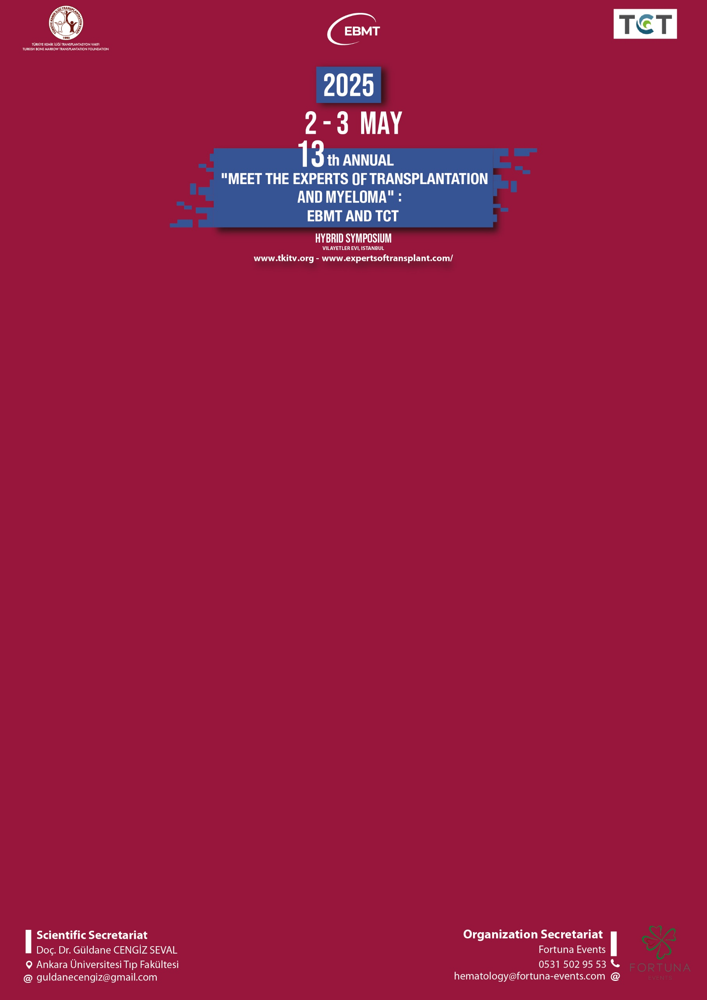 TÜRKİYE KEMİK İLİĞİ TRANSPLANTASYON VAKFI
1990
TÜRKİYE KEMİK İLİĞİ TRANSPLANTASYON VAKFI
TURKISH BONE MARROW TRANSPLANTATION FOUNDATION
EBMT
TCT
2025
2 - 3 MAY
13th ANNUAL
"MEET THE EXPERTS OF TRANSPLANTATION
AND MYELOMA" :
EBMT AND TCT
HYBRID SYMPOSIUM
VILAYETLER EVI, ISTANBUL
www.tkitv.org - www.expertsoftransplant.com/
Scientific Secretariat
Doç. Dr. Güldane CENGİZ SEVAL
Ankara Üniversitesi Tıp Fakültesi
@ guldanecengiz@gmail.com
Organization Secretariat
Fortuna Events
0531 502 95 53
hematology@fortuna-events.com @
FORTUNA
EVENTS